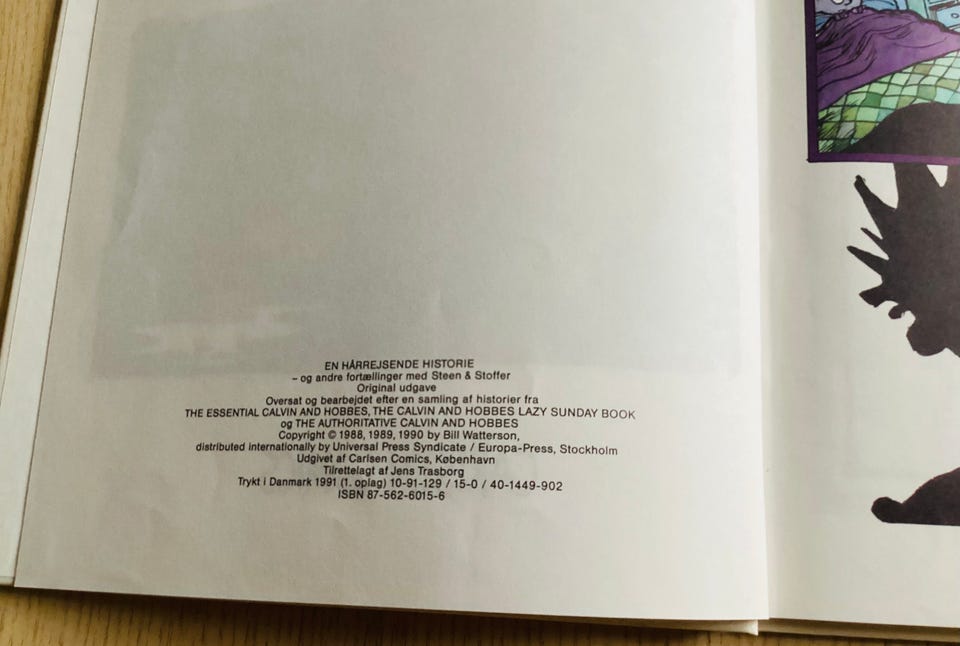 EN HÅRREJSENDE HISTORIE
– og andre fortællinger med Steen & Stoffer
Original udgave
Oversat og bearbejdet efter en samling af historier fra
THE ESSENTIAL CALVIN AND HOBBES, THE CALVIN AND HOBBES LAZY SUNDAY BOOK
og THE AUTHORITATIVE CALVIN AND HOBBES
Copyright © 1988, 1989, 1990 by Bill Watterson,
distributed internationally by Universal Press Syndicate / Europa-Press, Stockholm
Udgivet af Carlsen Comics, København
Tilrettelagt af Jens Trasborg
Trykt i Danmark 1991 (1. oplag) 10-91-129 / 15-0 / 40-1449-902
ISBN 87-562-6015-6